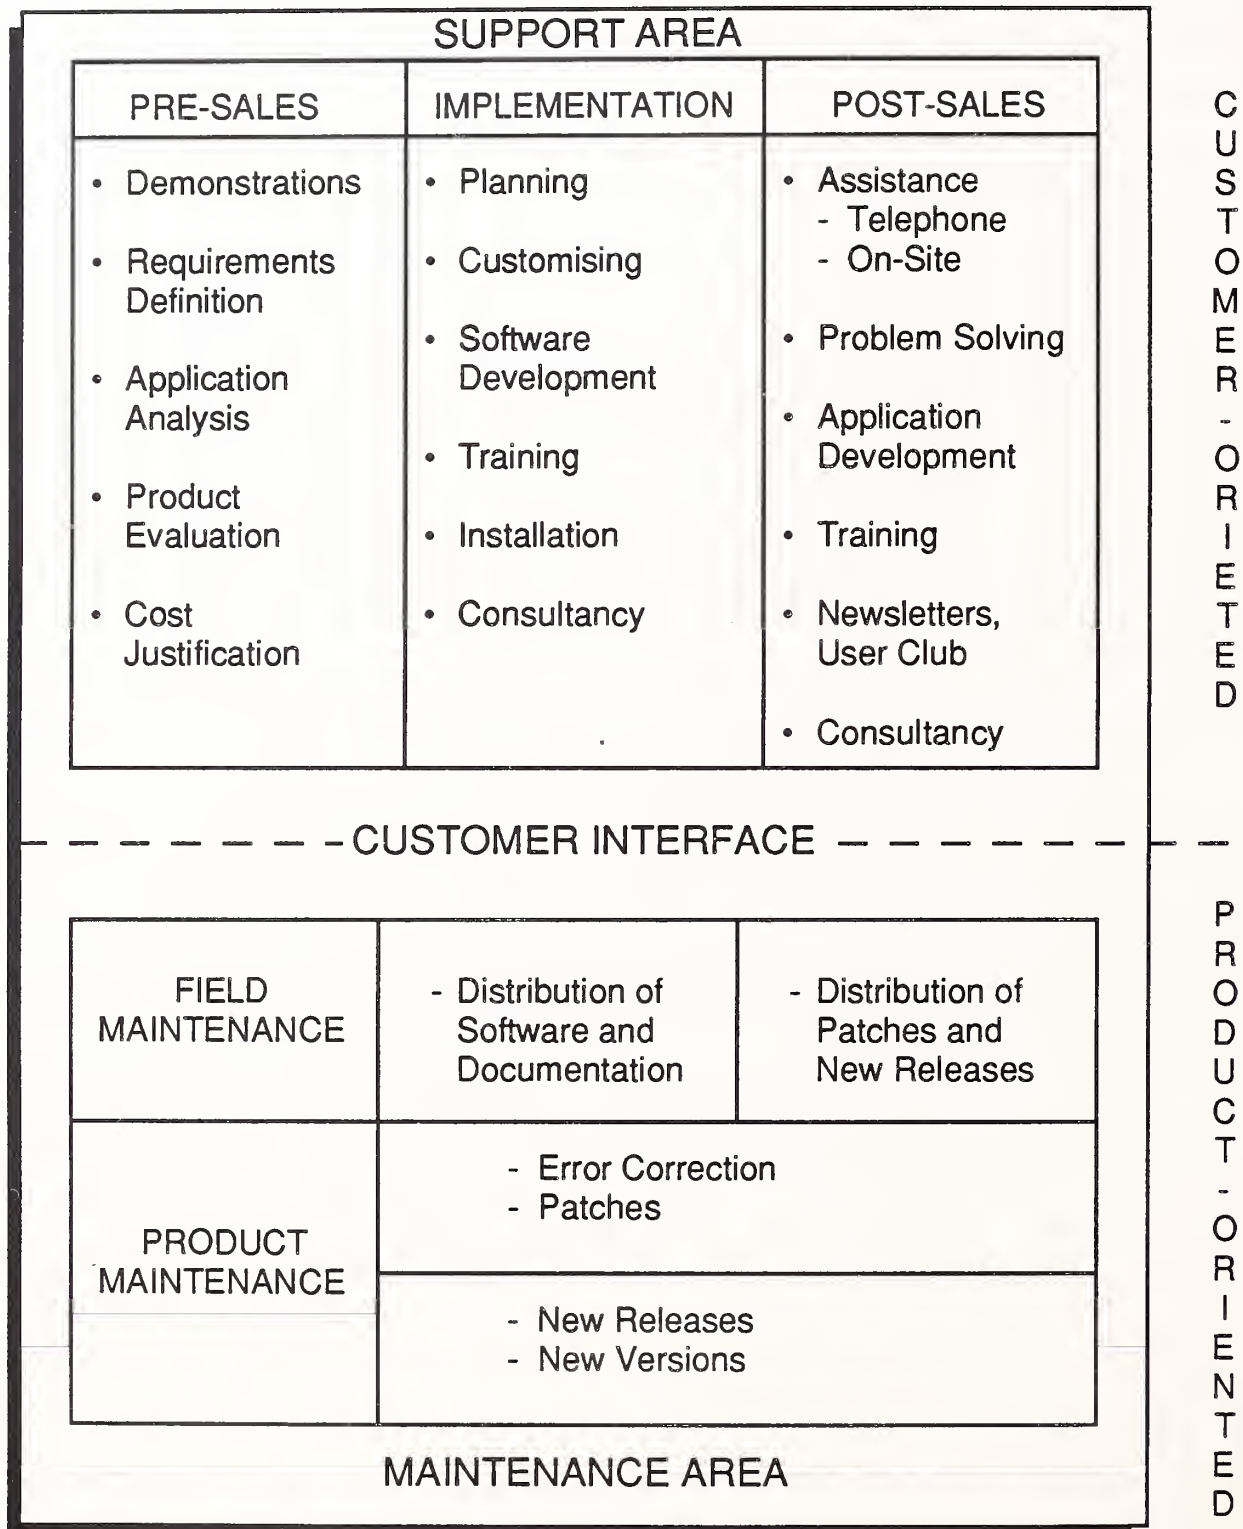 SUPPORT AREA
PRE-SALES
• Demonstrations
• Requirements
Definition
• Application
Analysis
• Product
Evaluation
• Cost
Justification
IMPLEMENTATION
• Planning
• Customising
• Software
Development
• Training
• Installation
• Consultancy
POST-SALES
• Assistance
- Telephone
- On-Site
• Problem Solving
• Application
Development
• Training
• Newsletters,
User Club
• Consultancy
CUSTOMER-ORIETED
CUSTOMER INTERFACE
FIELD
MAINTENANCE
- Distribution of
Software and
Documentation
- Distribution of
Patches and
New Releases
PRODUCT
MAINTENANCE
- Error Correction
- Patches
- New Releases
- New Versions
MAINTENANCE AREA
PRODUCT-ORIENTED